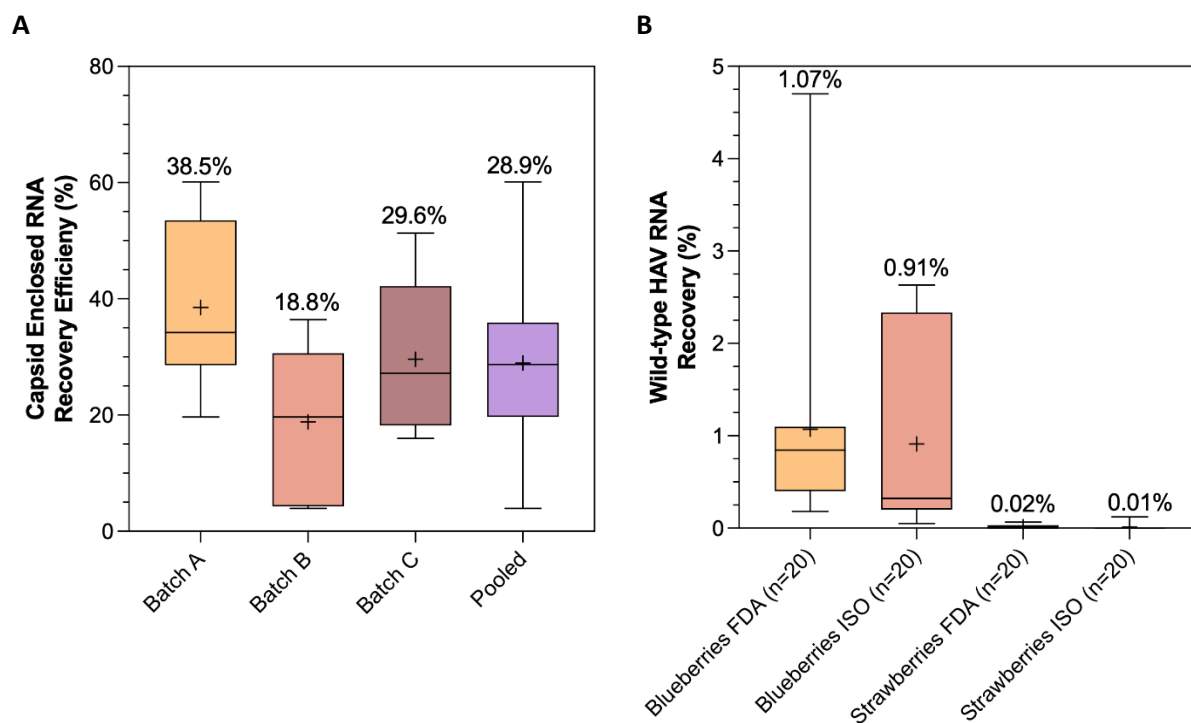 A
Capsid Enclosed RNA
Recovery Efficieny (%)
80
60
40
20
0
38.5%
18.8%
29.6%
28.9%
Batch A
Batch B
Batch C
Pooled
B
Wild-type HAV RNA
Recovery (%)
5
4
3
2
1
0
1.07%
0.91%
0.02%
0.01%
Blueberries FDA (n=20)
Blueberries ISO (n=20)
Strawberries FDA (n=20)
Strawberries ISO (n=20)